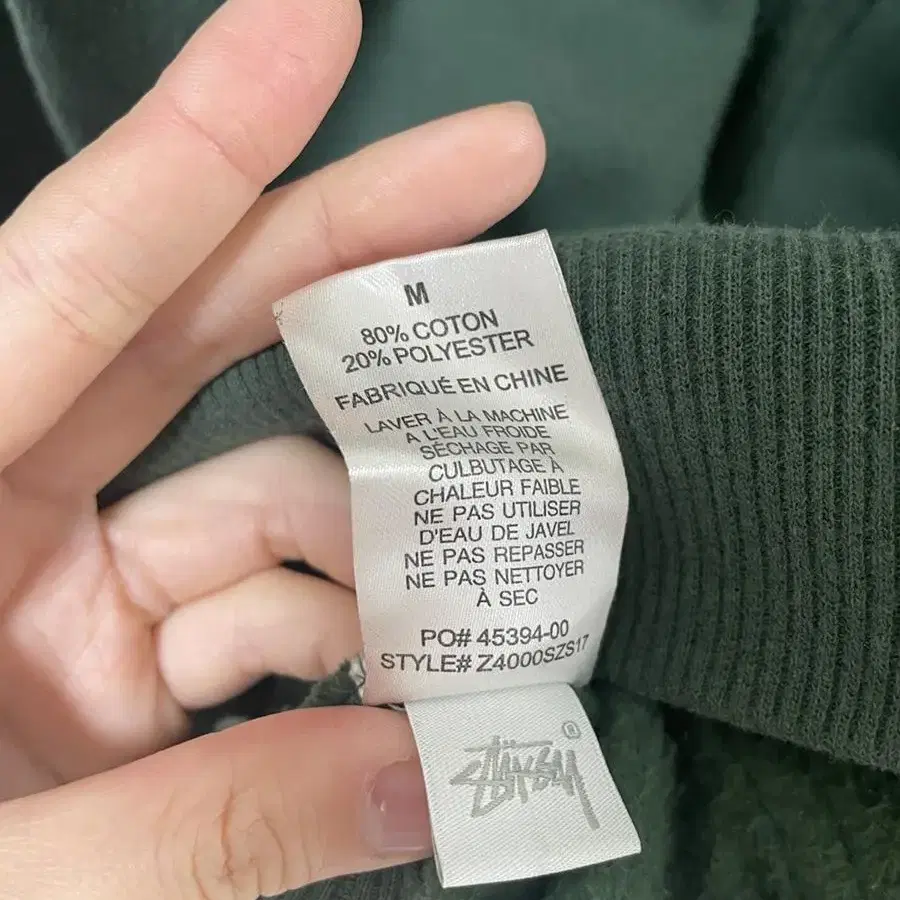 M
80% COTON
20% POLYESTER
FABRIQUÉ EN CHINE
LAVER À LA MACHINE
A L'EAU FROIDE
SÉCHAGE PAR
CULBUTAGE À
CHALEUR FAIBLE
NE PAS UTILISER
D'EAU DE JAVEL
NE PAS REPASSER
NE PAS NETTOYER
À SEC
PO# 45394-00
STYLE# Z4000SZS17
STÜSSY ®